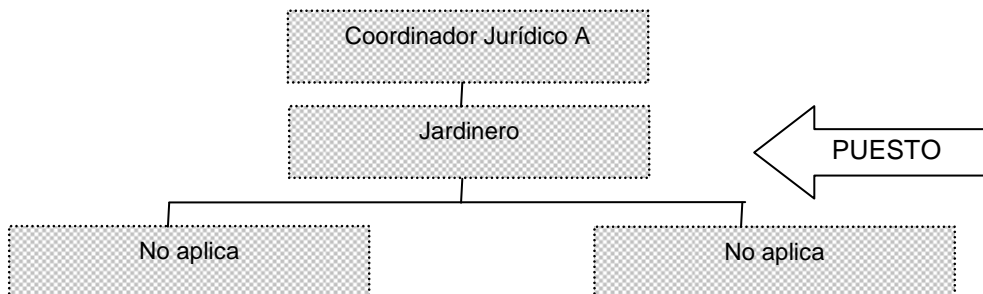 Coordinador Jurídico A
Jardinero
PUESTO
No aplica
No aplica